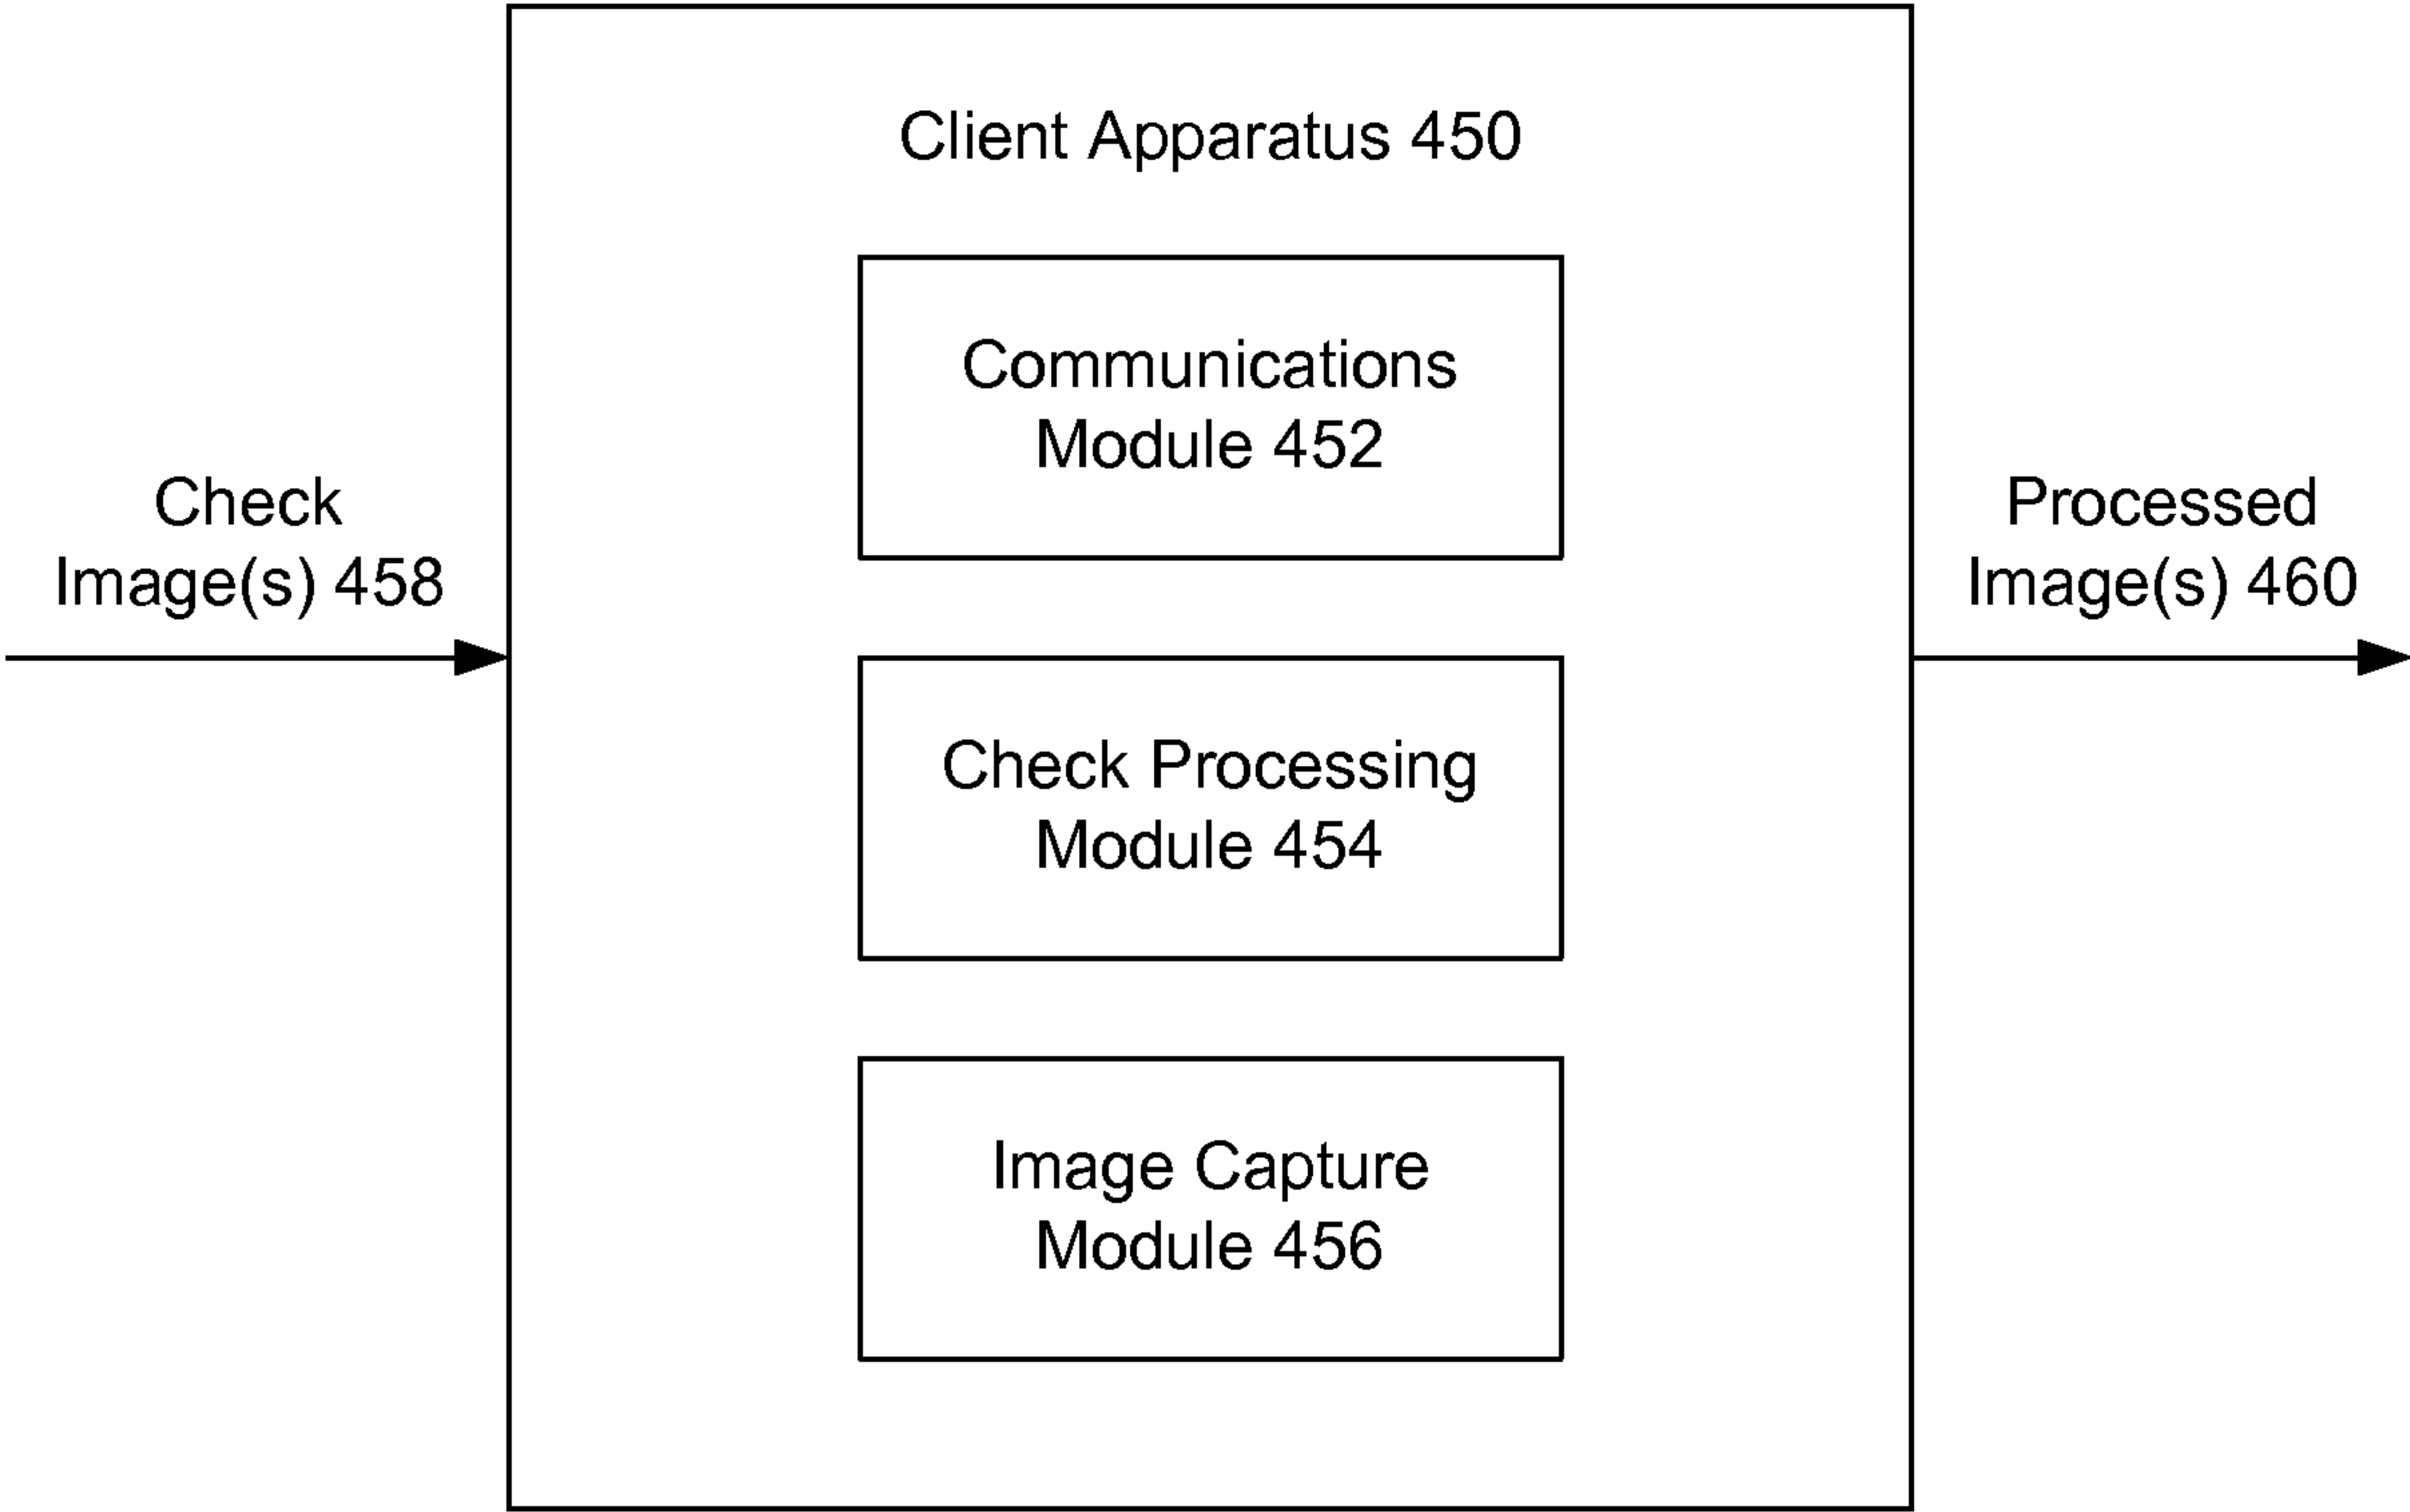 Client Apparatus 450
Communications
Module 452
Check
Image(s) 458
Processed
Image(s) 460
Check Processing
Module 454
Image Capture
Module 456